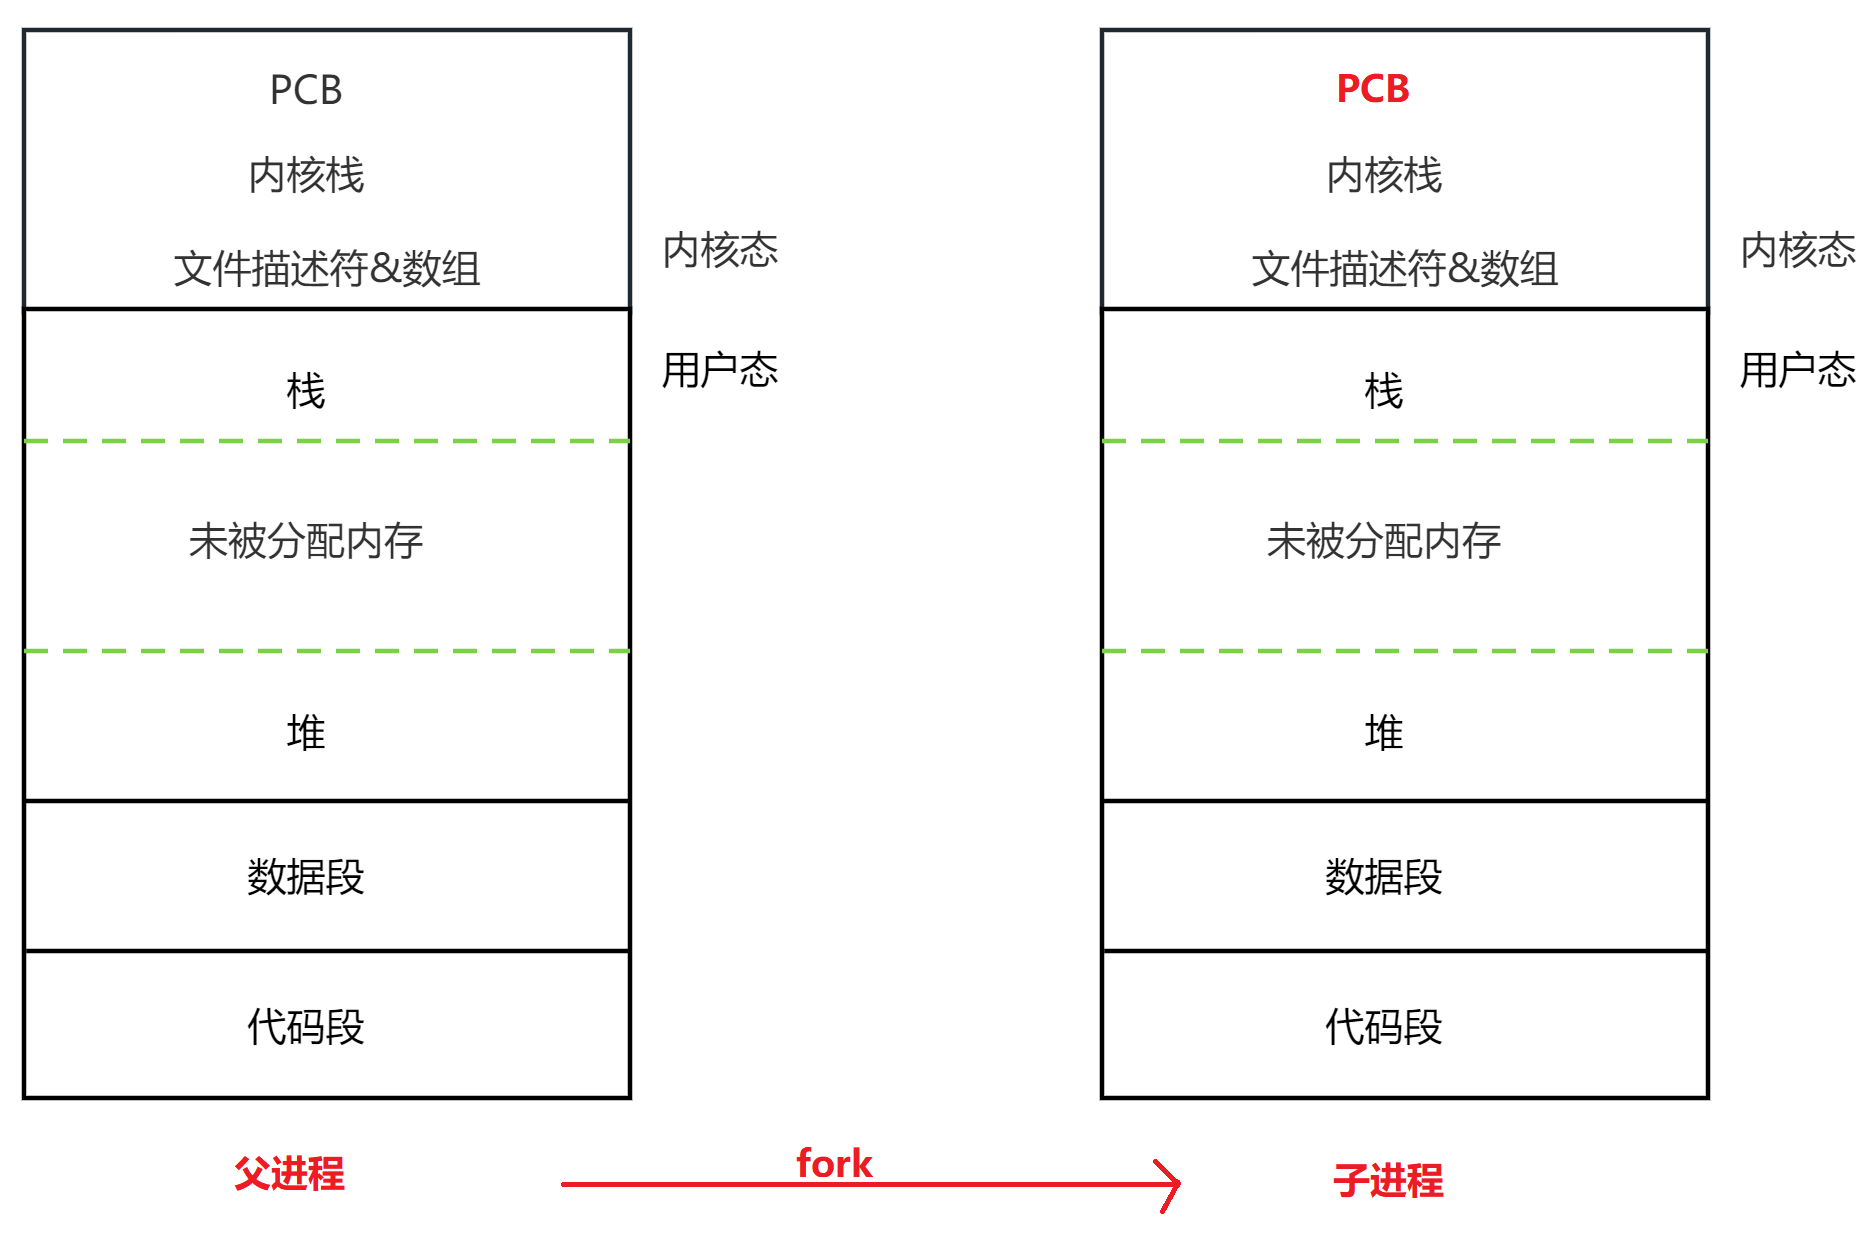 PCB
内核栈
文件描述符&数组
内核态
用户态
栈
未被分配内存
堆
数据段
代码段
父进程
fork
PCB
内核栈
文件描述符&数组
内核态
用户态
栈
未被分配内存
堆
数据段
代码段
子进程